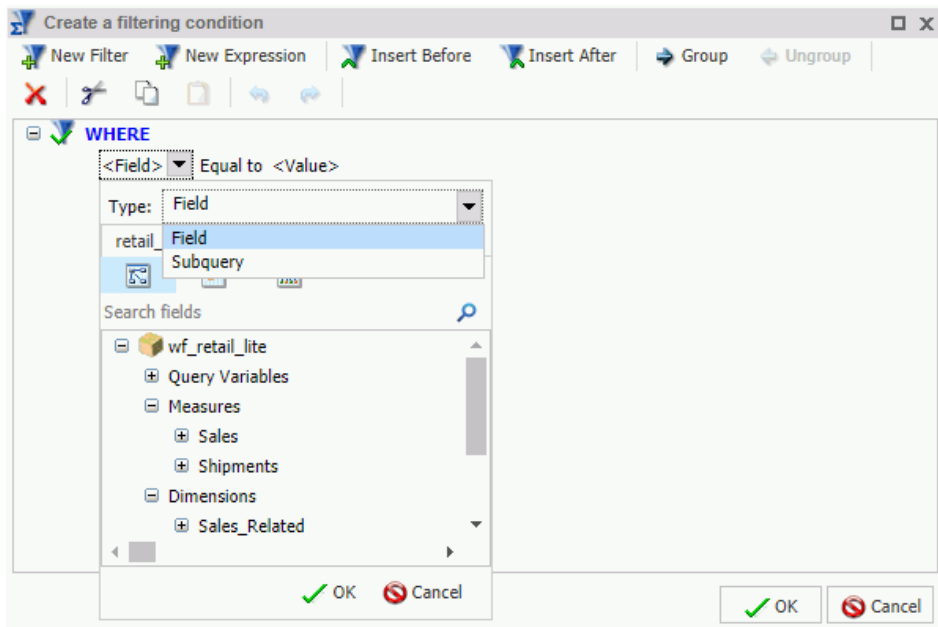 Create a filtering condition
New Filter New Expression Insert Before Insert After Group Ungroup
WHERE
<Field> Equal to <Value>
Type: Field
retail_ Field
Subquery
Search fields
wf_retail_lite
Query Variables
Measures
Sales
Shipments
Dimensions
Sales_Related
OK Cancel
OK Cancel